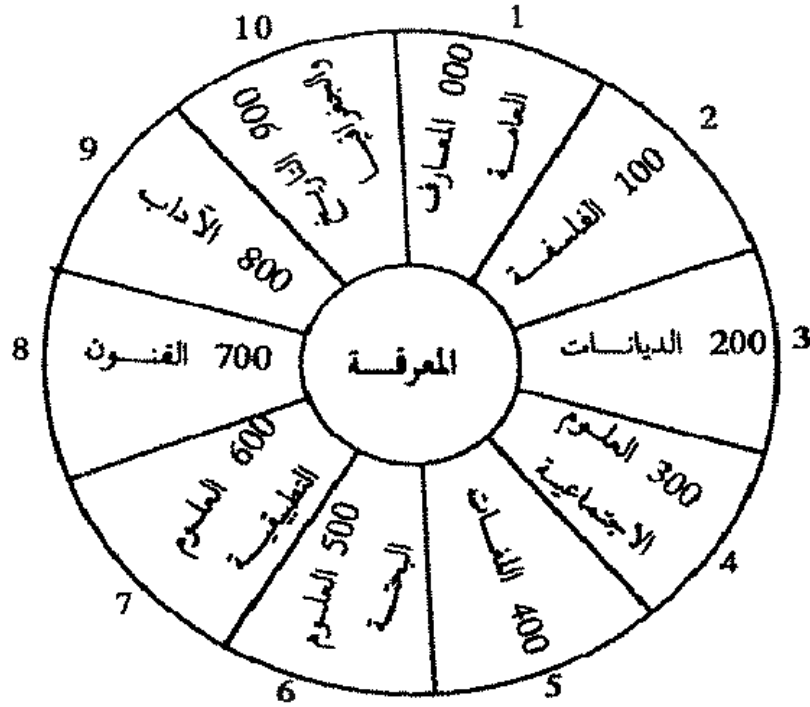 1
000 المعارف
العامة
2
100 الفلسفة
3
200 الديانات
4
300 العلوم
الاجتماعية
5
400 اللغات
6
500 العلوم
البحتة
7
600 العلوم
التطبيقية
8
700 الفنون
9
800 الآداب
10
900
المعرفة